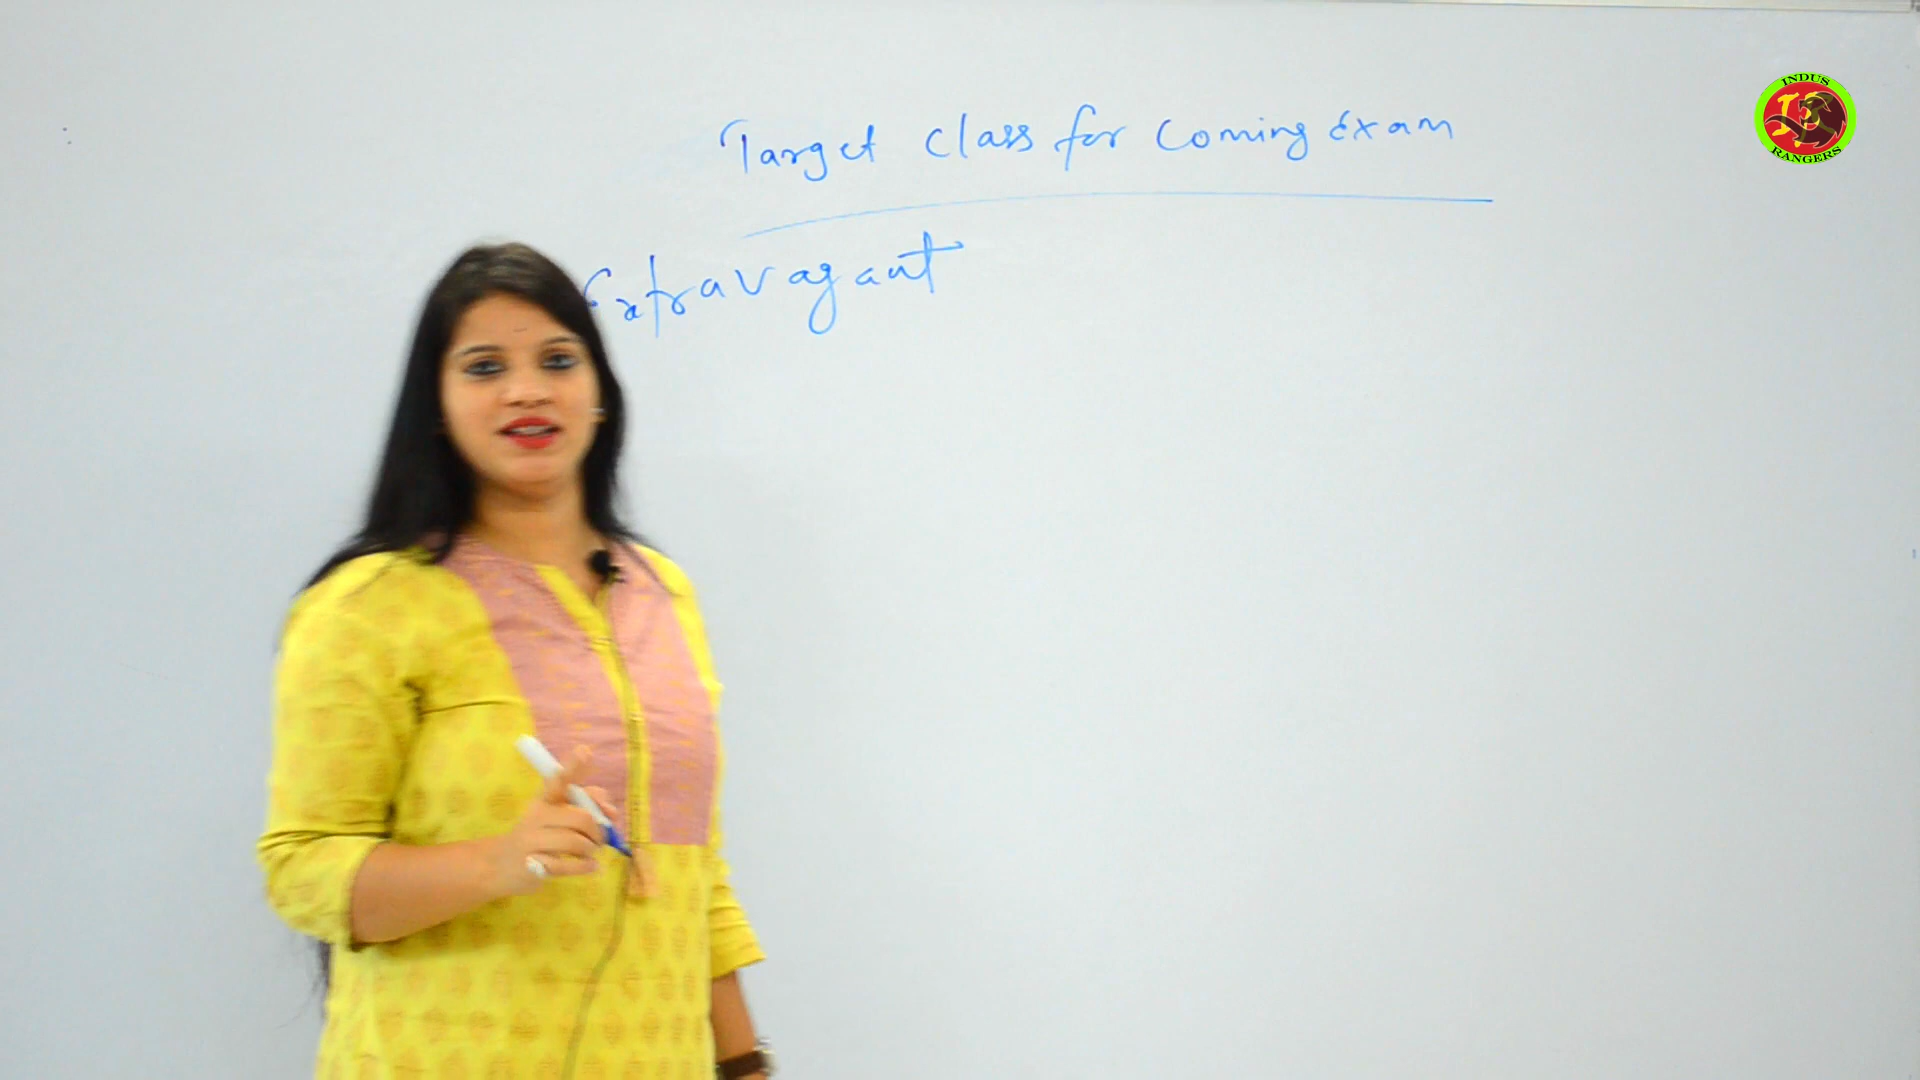 Target class for coming Exam
Extravagant
INDUS
RANGERS